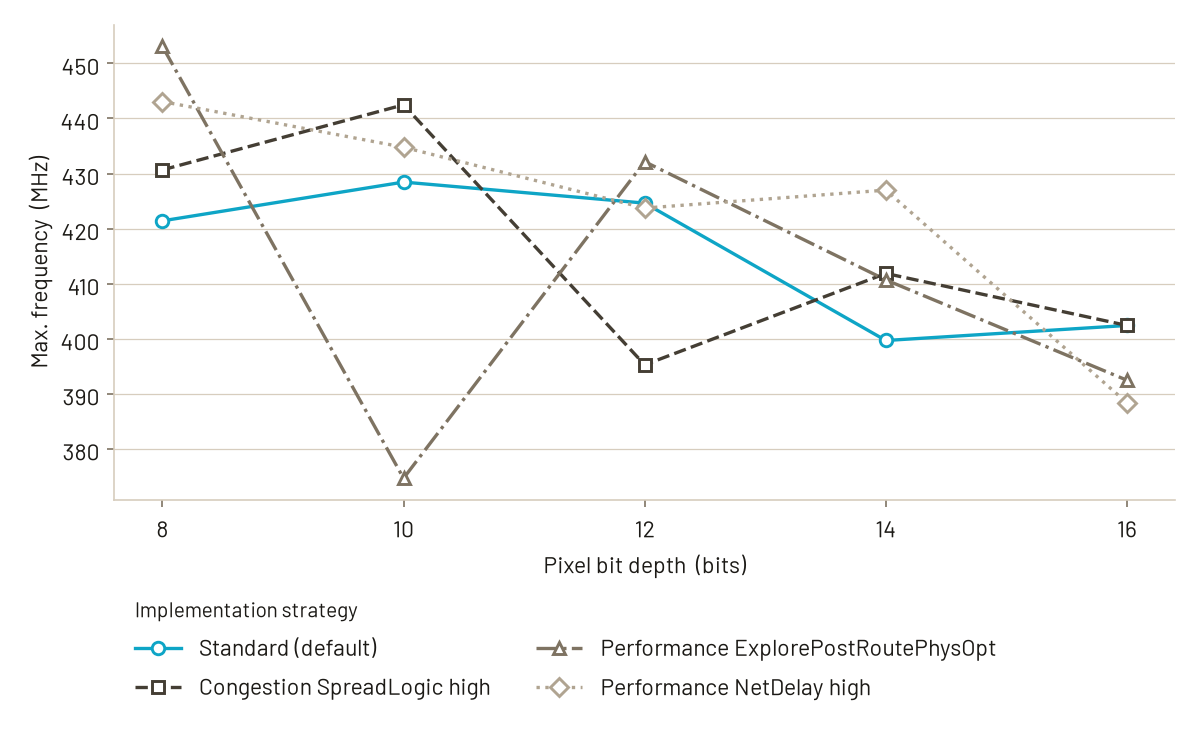 450
440
430
420
410
400
390
380
Max. frequency (MHz)
8 10 12 14 16
Pixel bit depth (bits)
Implementation strategy
Standard (default) Performance ExplorePostRoutePhysOpt
Congestion SpreadLogic high Performance NetDelay high